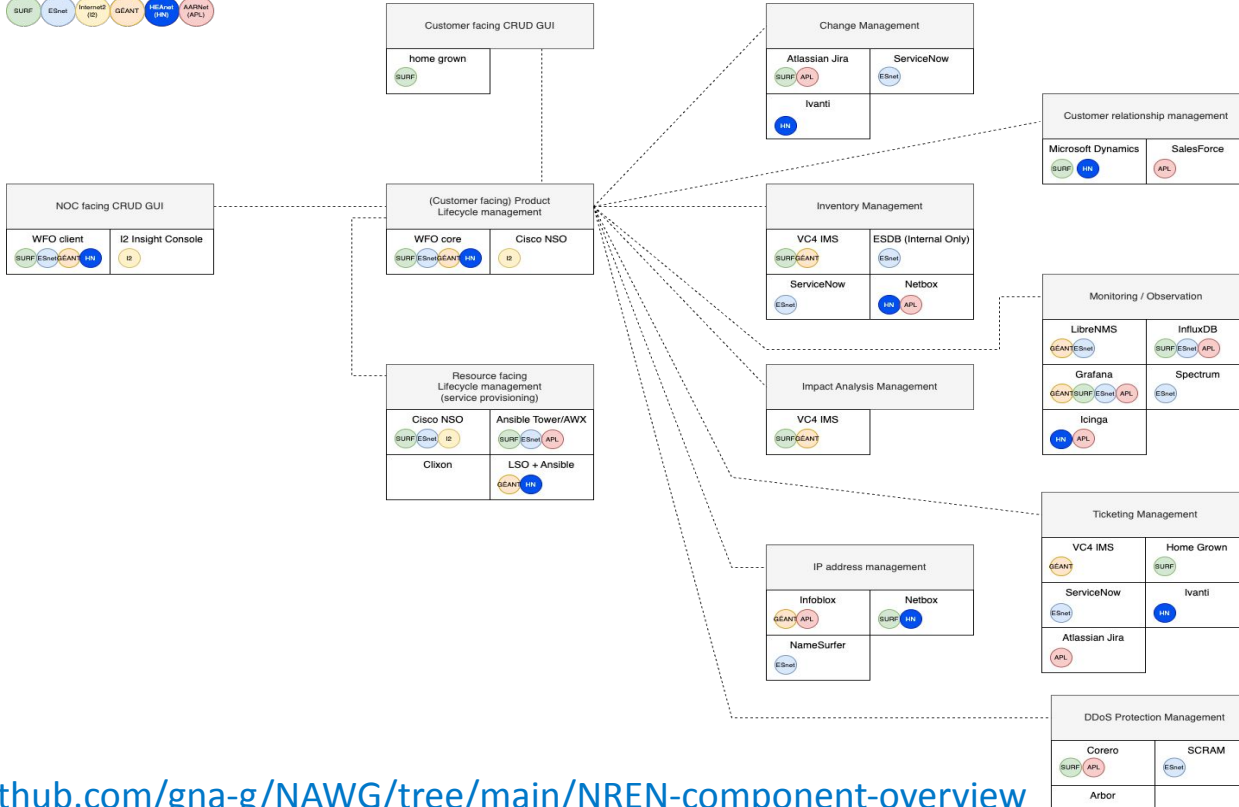 SURF
ESnet
Internet2
(I2)
GÉANT
HEAnet
(HN)
AARNet
(APL)
Customer facing CRUD GUI
home grown
SURF
Change Management
Atlassian Jira
SURF APL
ServiceNow
ESnet
Ivanti
HN
Customer relationship management
Microsoft Dynamics
SURF HN
SalesForce
APL
NOC facing CRUD GUI
WFO client
SURF ESnet GÉANT HN
I2 Insight Console
I2
(Customer facing) Product
Lifecycle management
WFO core
SURF ESnet GÉANT HN
Cisco NSO
I2
Inventory Management
VC4 IMS
SURF GÉANT
ESDB (Internal Only)
ESnet
ServiceNow
ESnet
Netbox
HN APL
Monitoring / Observation
LibreNMS
GÉANT ESnet
InfluxDB
SURF ESnet APL
Grafana
GÉANT SURF ESnet APL
Spectrum
ESnet
Icinga
HN APL
Resource facing
Lifecycle management
(service provisioning)
Cisco NSO
SURF ESnet I2
Ansible Tower/AWX
SURF ESnet APL
Clixon
LSO + Ansible
GÉANT HN
Impact Analysis Management
VC4 IMS
SURF GÉANT
Ticketing Management
VC4 IMS
GÉANT
Home Grown
SURF
ServiceNow
ESnet
Ivanti
HN
Atlassian Jira
APL
IP address management
Infoblox
GÉANT APL
Netbox
SURF HN
NameSurfer
ESnet
DDoS Protection Management
Corero
SURF APL
SCRAM
ESnet
Arbor
thub.com/gna-g/NAWG/tree/main/NREN-component-overview